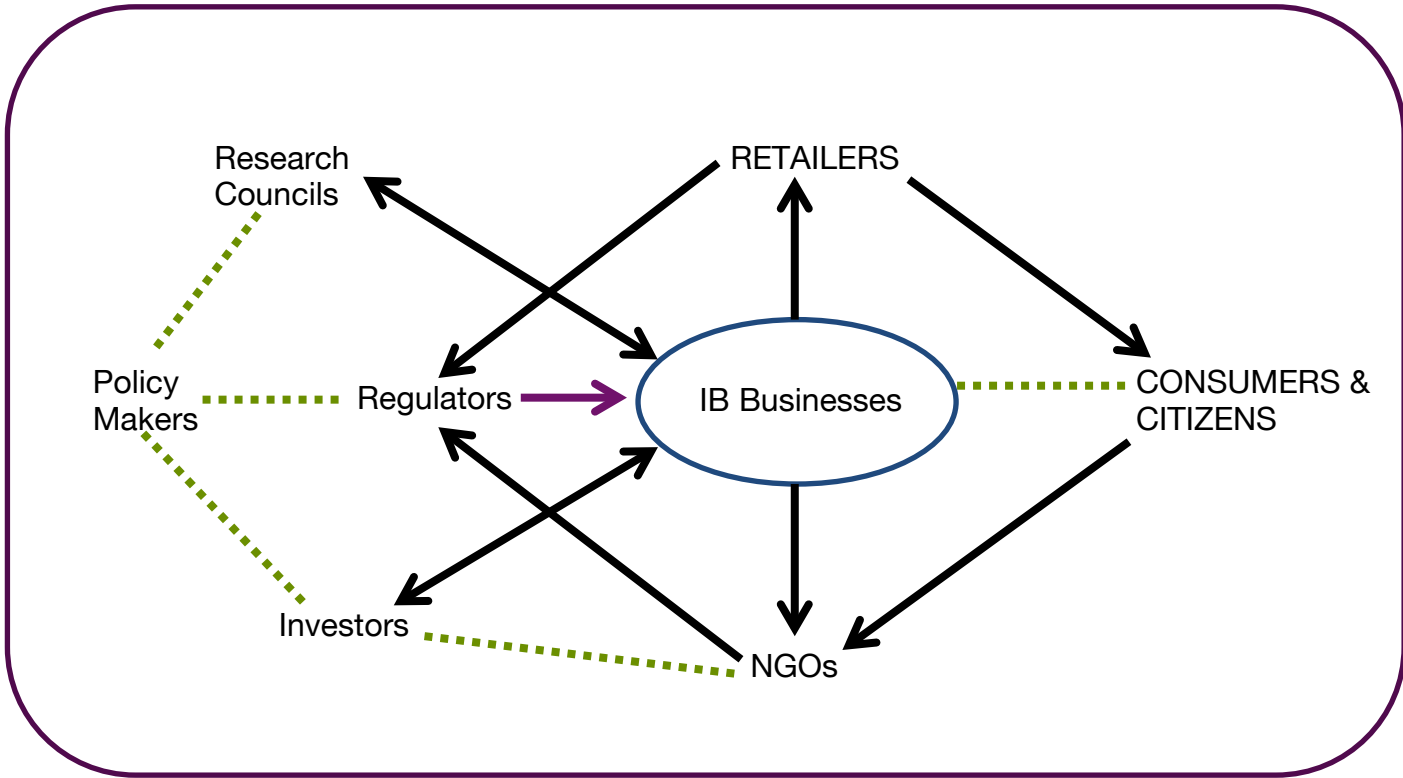 Research
Councils
RETAILERS
Policy
Makers
Regulators
IB Businesses
CONSUMERS &
CITIZENS
Investors
NGOs